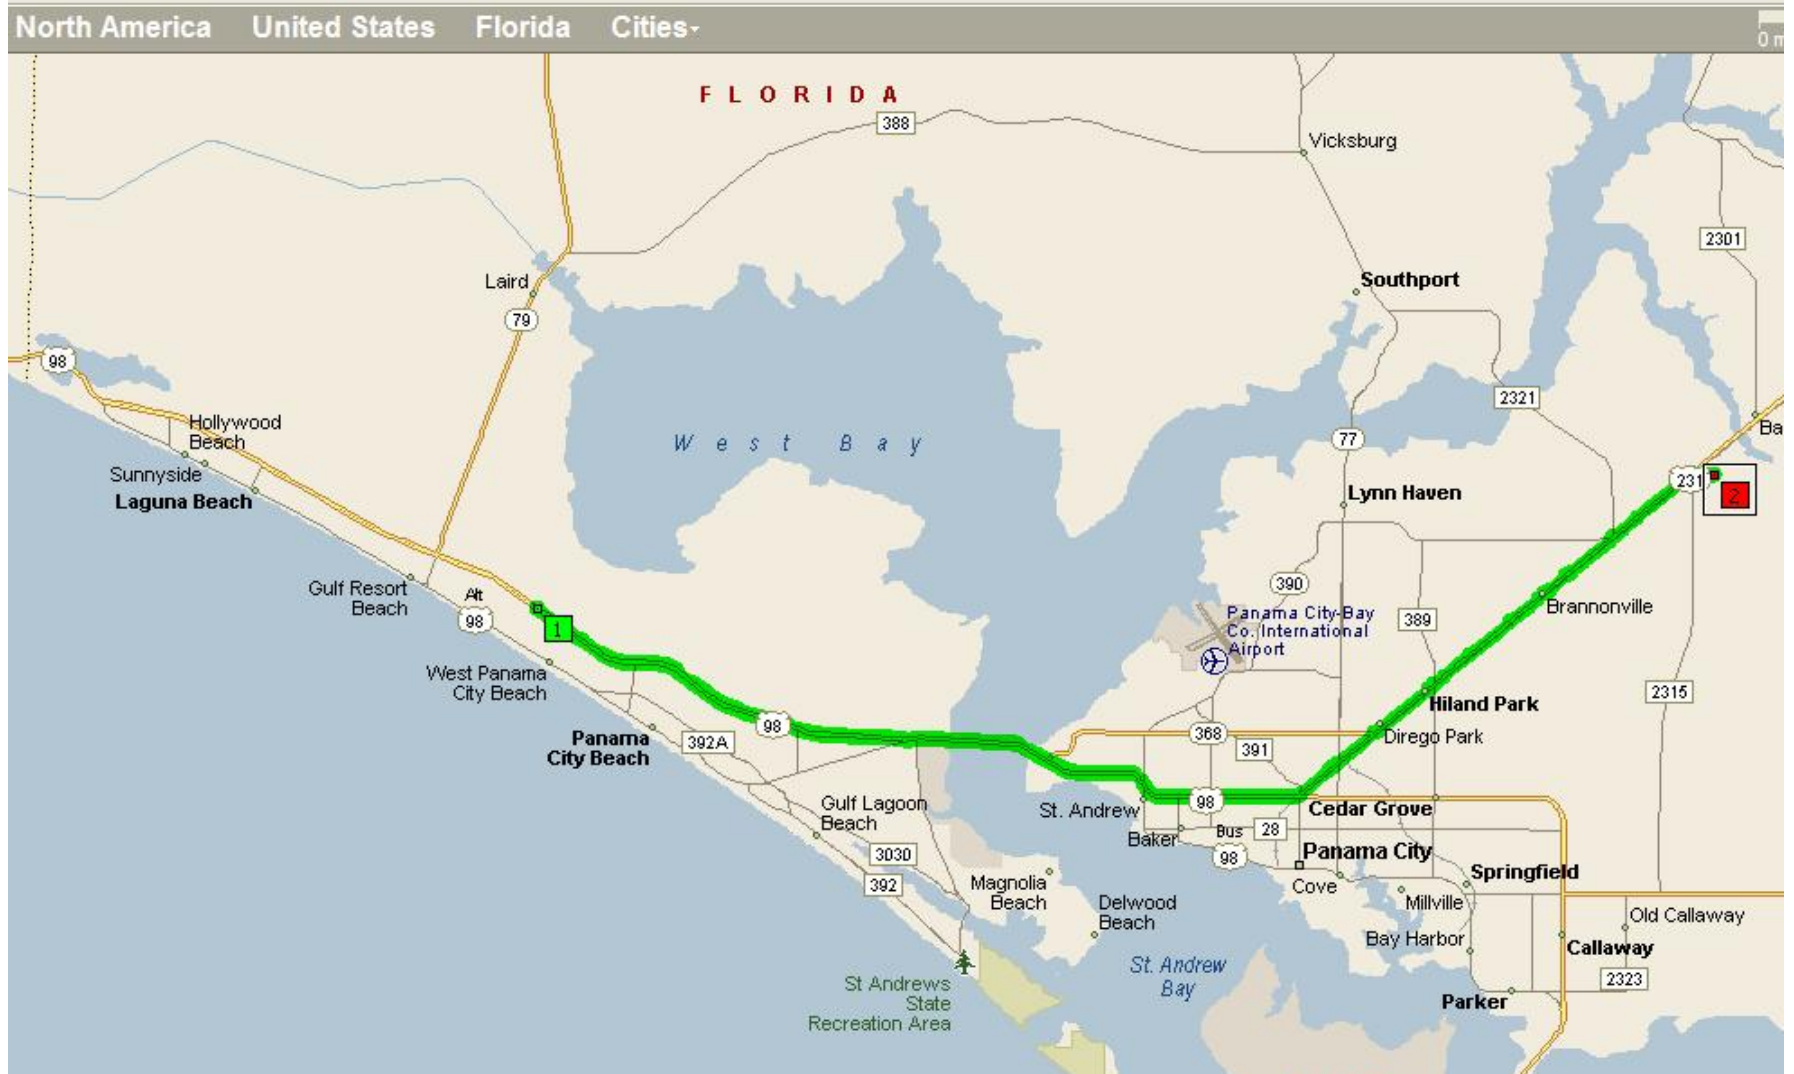 North America United States Florida Cities
0 m
FLORIDA
388
Vicksburg
2301
Laird
Southport
79
98
2321
Hollywood
Beach
West Bay
77
Ba
Sunnyside
Laguna Beach
Lynn Haven
231
2
Gulf Resort
Beach
Alt
98
1
390
Panama City-Bay
Co. International
Airport
389
Brannonville
West Panama
City Beach
2315
Hiland Park
Panama
City Beach
392A
98
368
391
Dirego Park
Gulf Lagoon
Beach
St. Andrew
98
Cedar Grove
Baker
Bus
28
98
Panama City
3030
392
Magnolia
Beach
Cove
Springfield
Millville
Delwood
Beach
Old Callaway
Bay Harbor
Callaway
St. Andrew
Bay
St Andrews
State
Recreation Area
2323
Parker